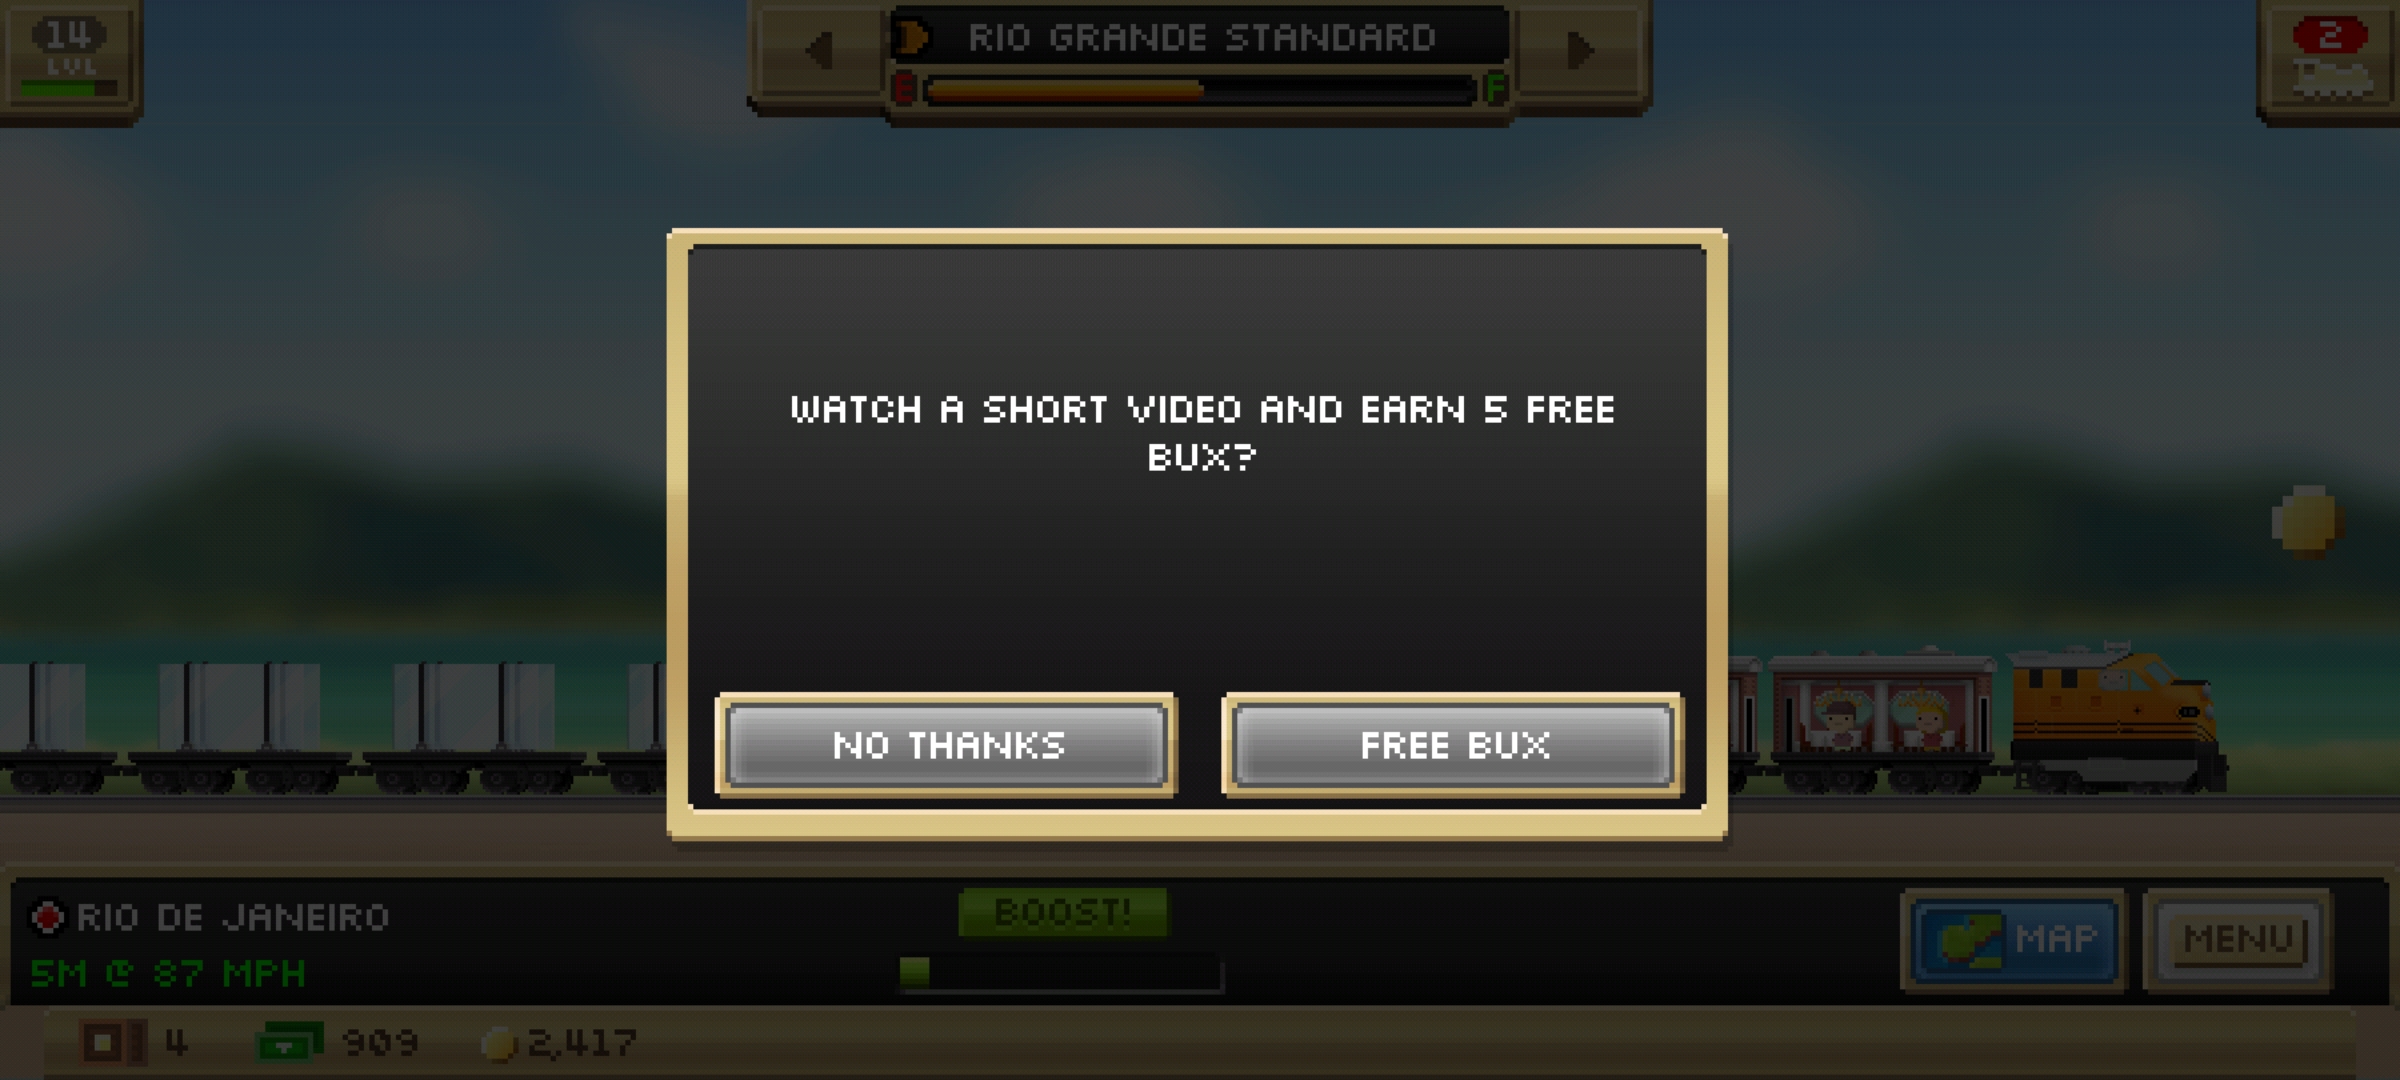 14
LVL
RIO GRANDE STANDARD
E
F
2
WATCH A SHORT VIDEO AND EARN 5 FREE
BUX?
NO THANKS
FREE BUX
RIO DE JANEIRO
5M @ 87 MPH
BOOST!
MAP
MENU
4
909
2,417